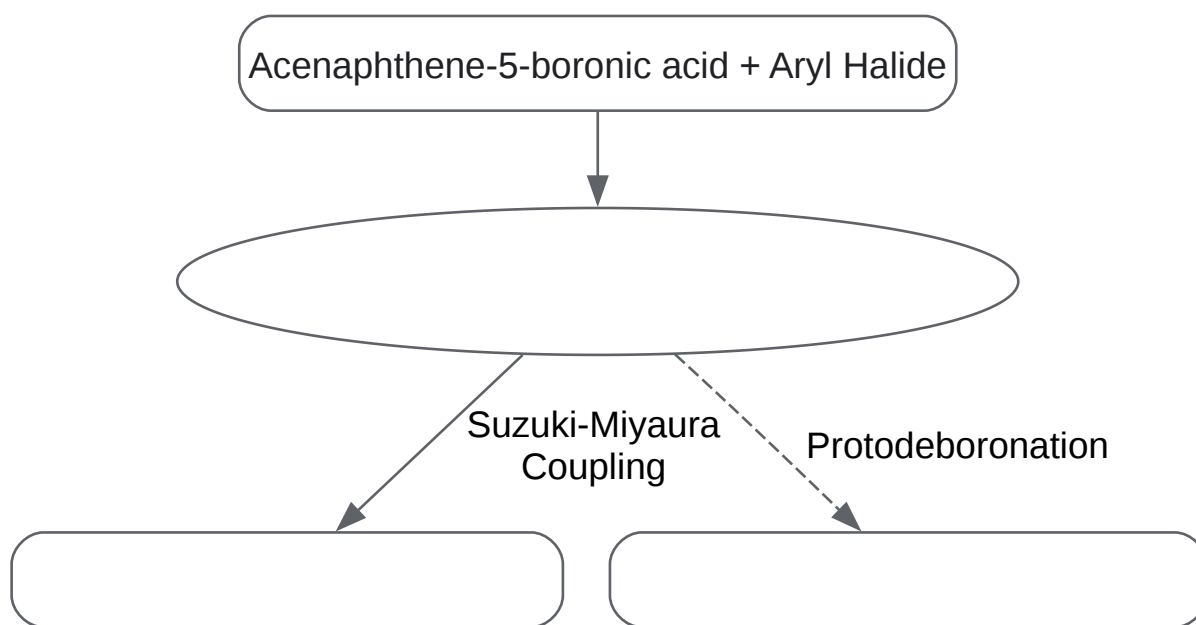 Acenaphthene-5-boronic acid + Aryl Halide
Suzuki-Miyaura
Coupling
Protodeboronation